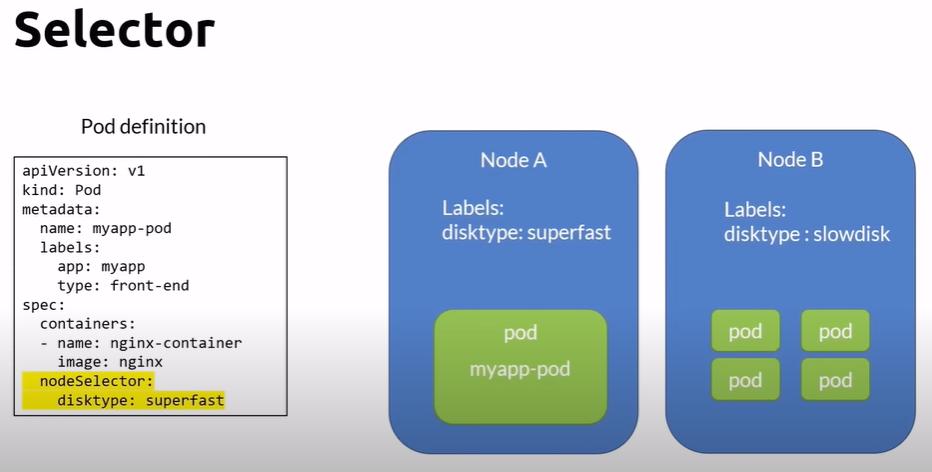 Selector
Pod definition
apiVersion: v1
kind: Pod
metadata:
  name: myapp-pod
  labels:
    app: myapp
    type: front-end
spec:
  containers:
  - name: nginx-container
    image: nginx
  nodeSelector:
    disktype: superfast
Node A
Labels:
disktype: superfast
pod
myapp-pod
Node B
Labels:
disktype : slowdisk
pod pod
pod pod